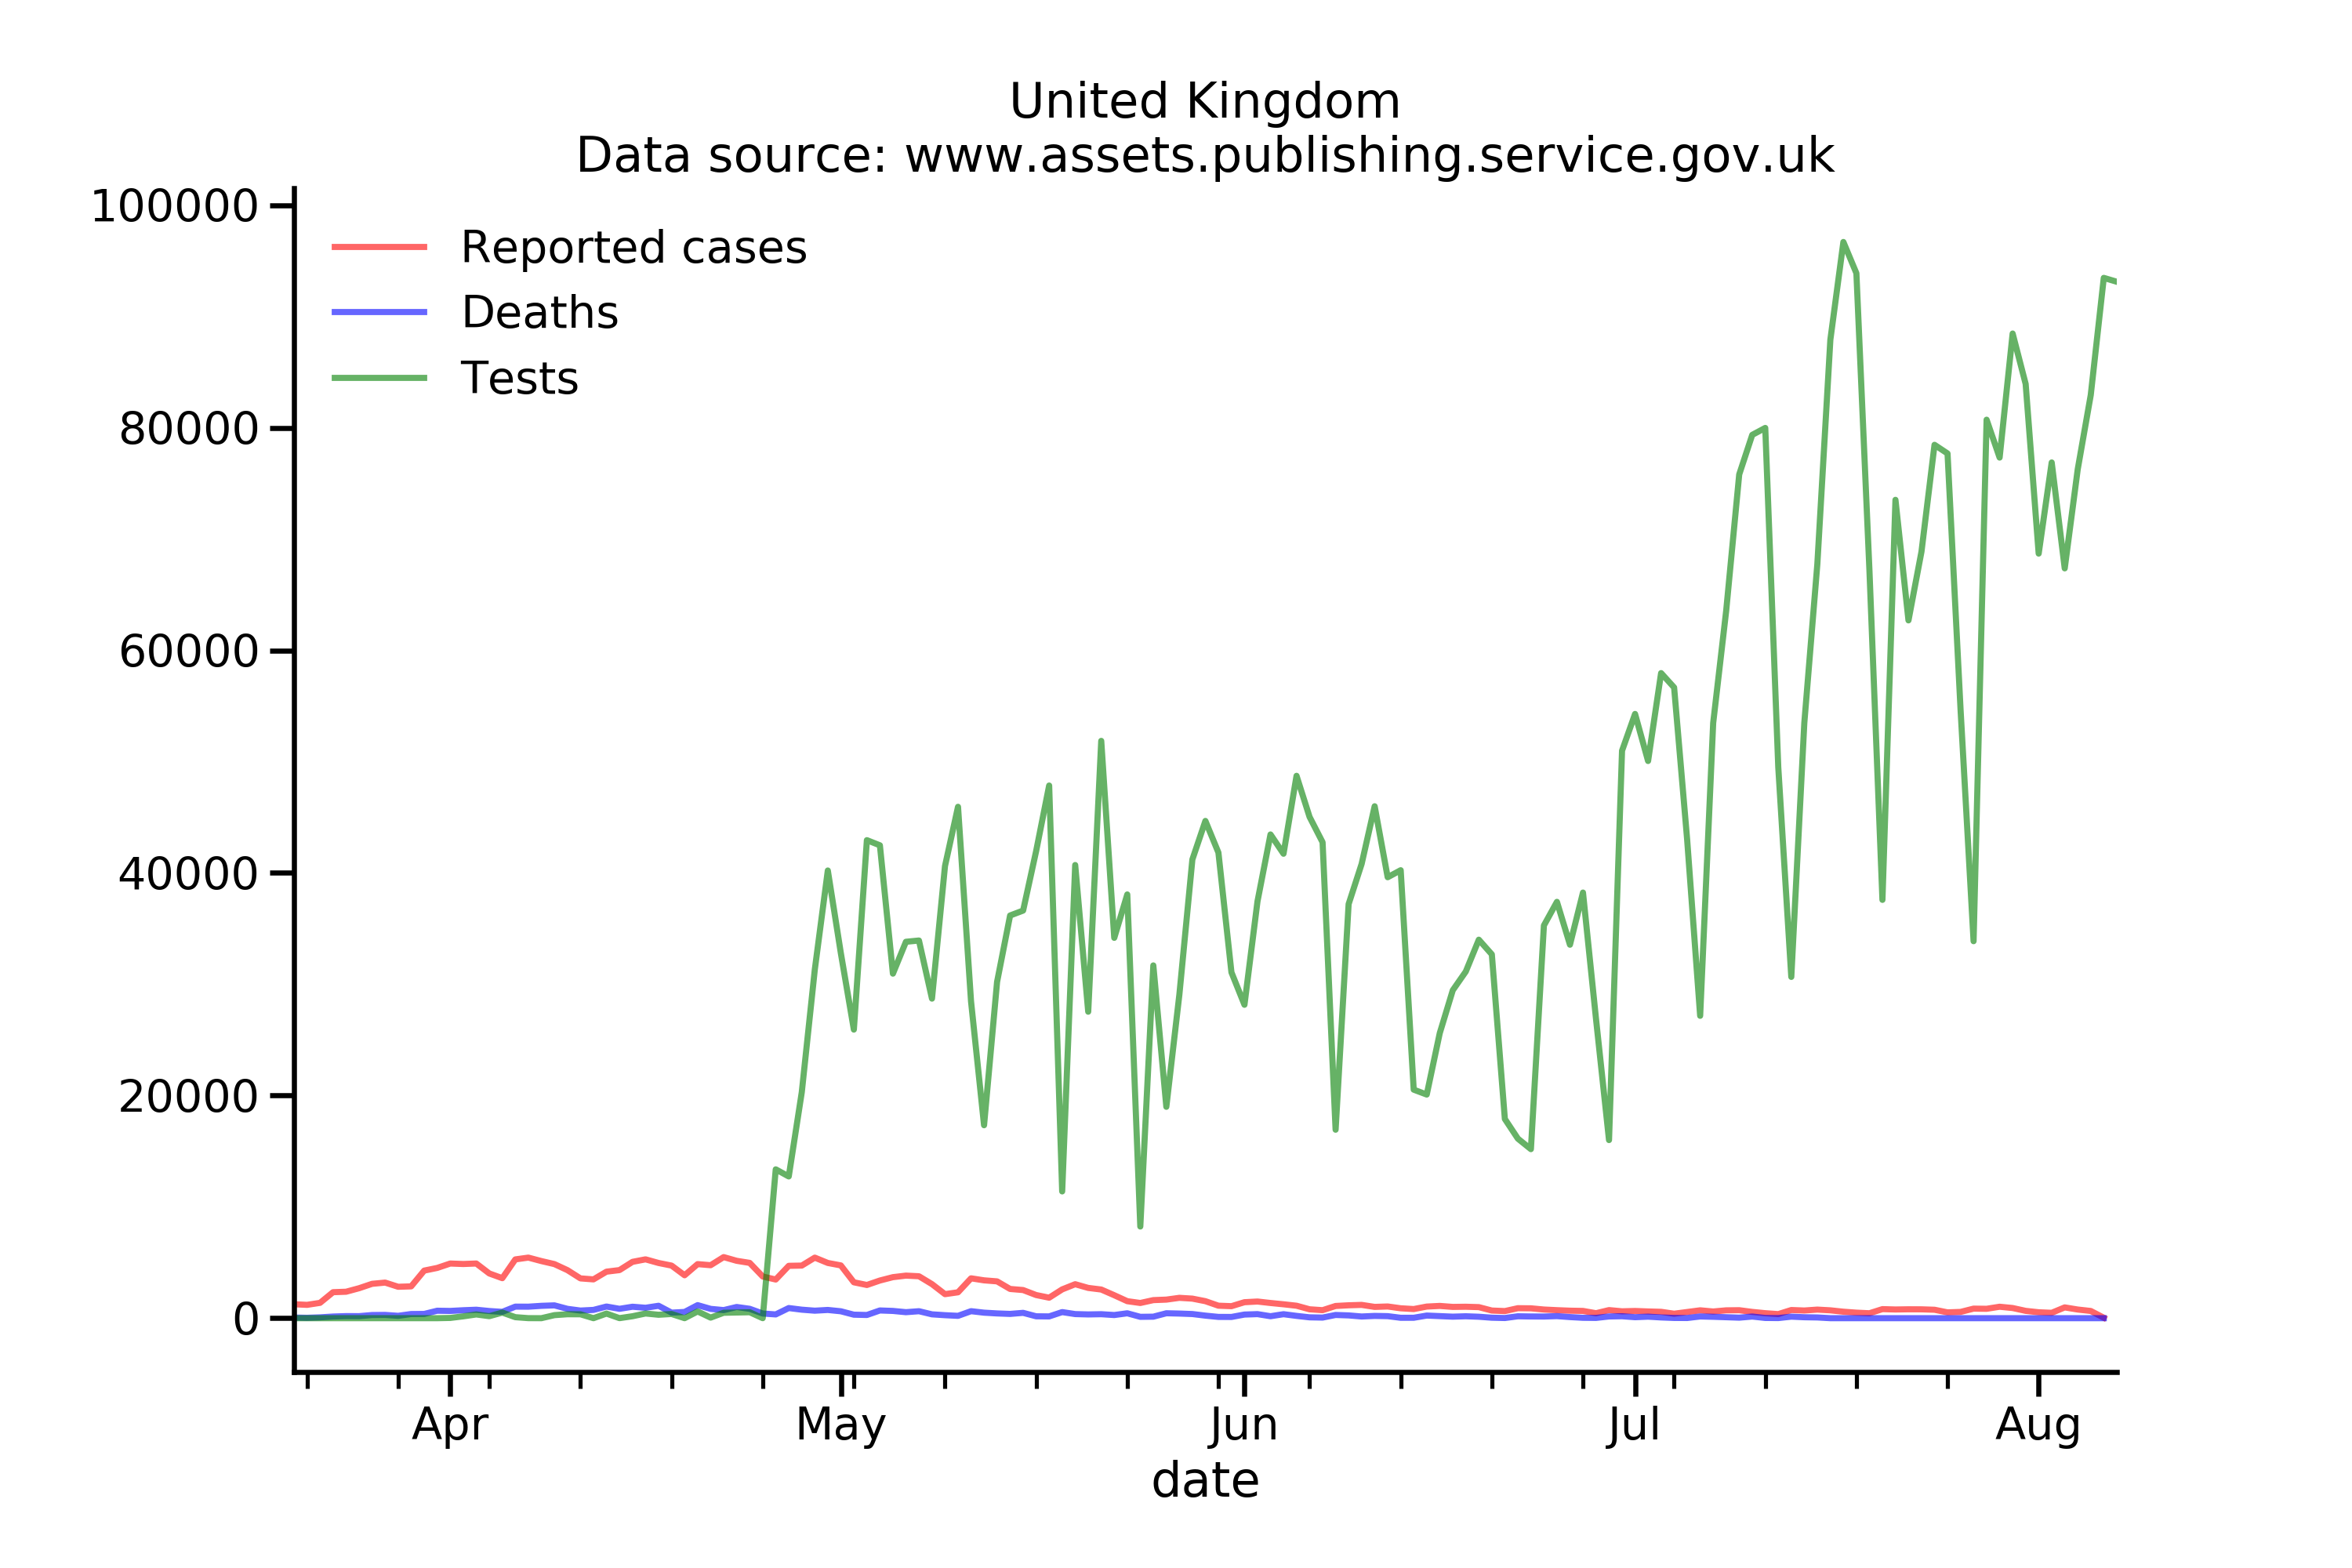 United Kingdom
Data source: www.assets.publishing.service.gov.uk
100000
80000
60000
40000
20000
0
Reported cases
Deaths
Tests
Apr
May
Jun
Jul
Aug
date